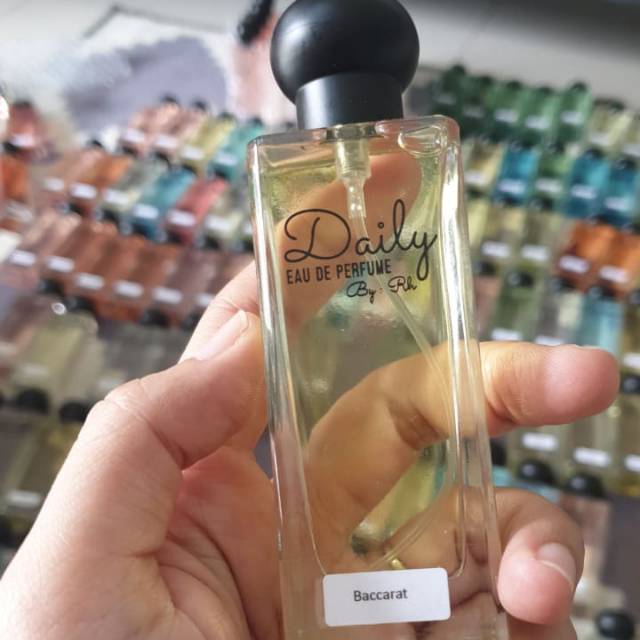 Daily
EAU DE PERFUME
By : Rh
Baccarat